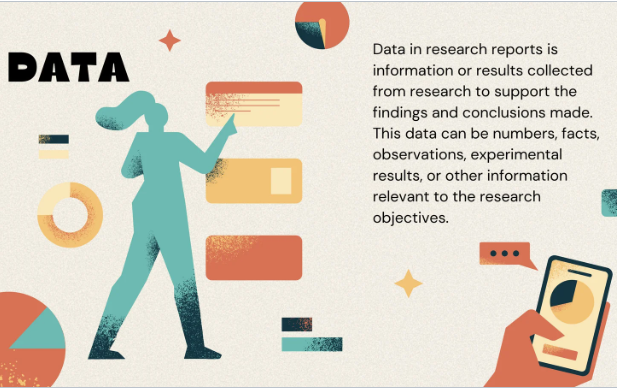 DATA
Data in research reports is
information or results collected
from research to support the
findings and conclusions made.
This data can be numbers, facts,
observations, experimental
results, or other information
relevant to the research
objectives.